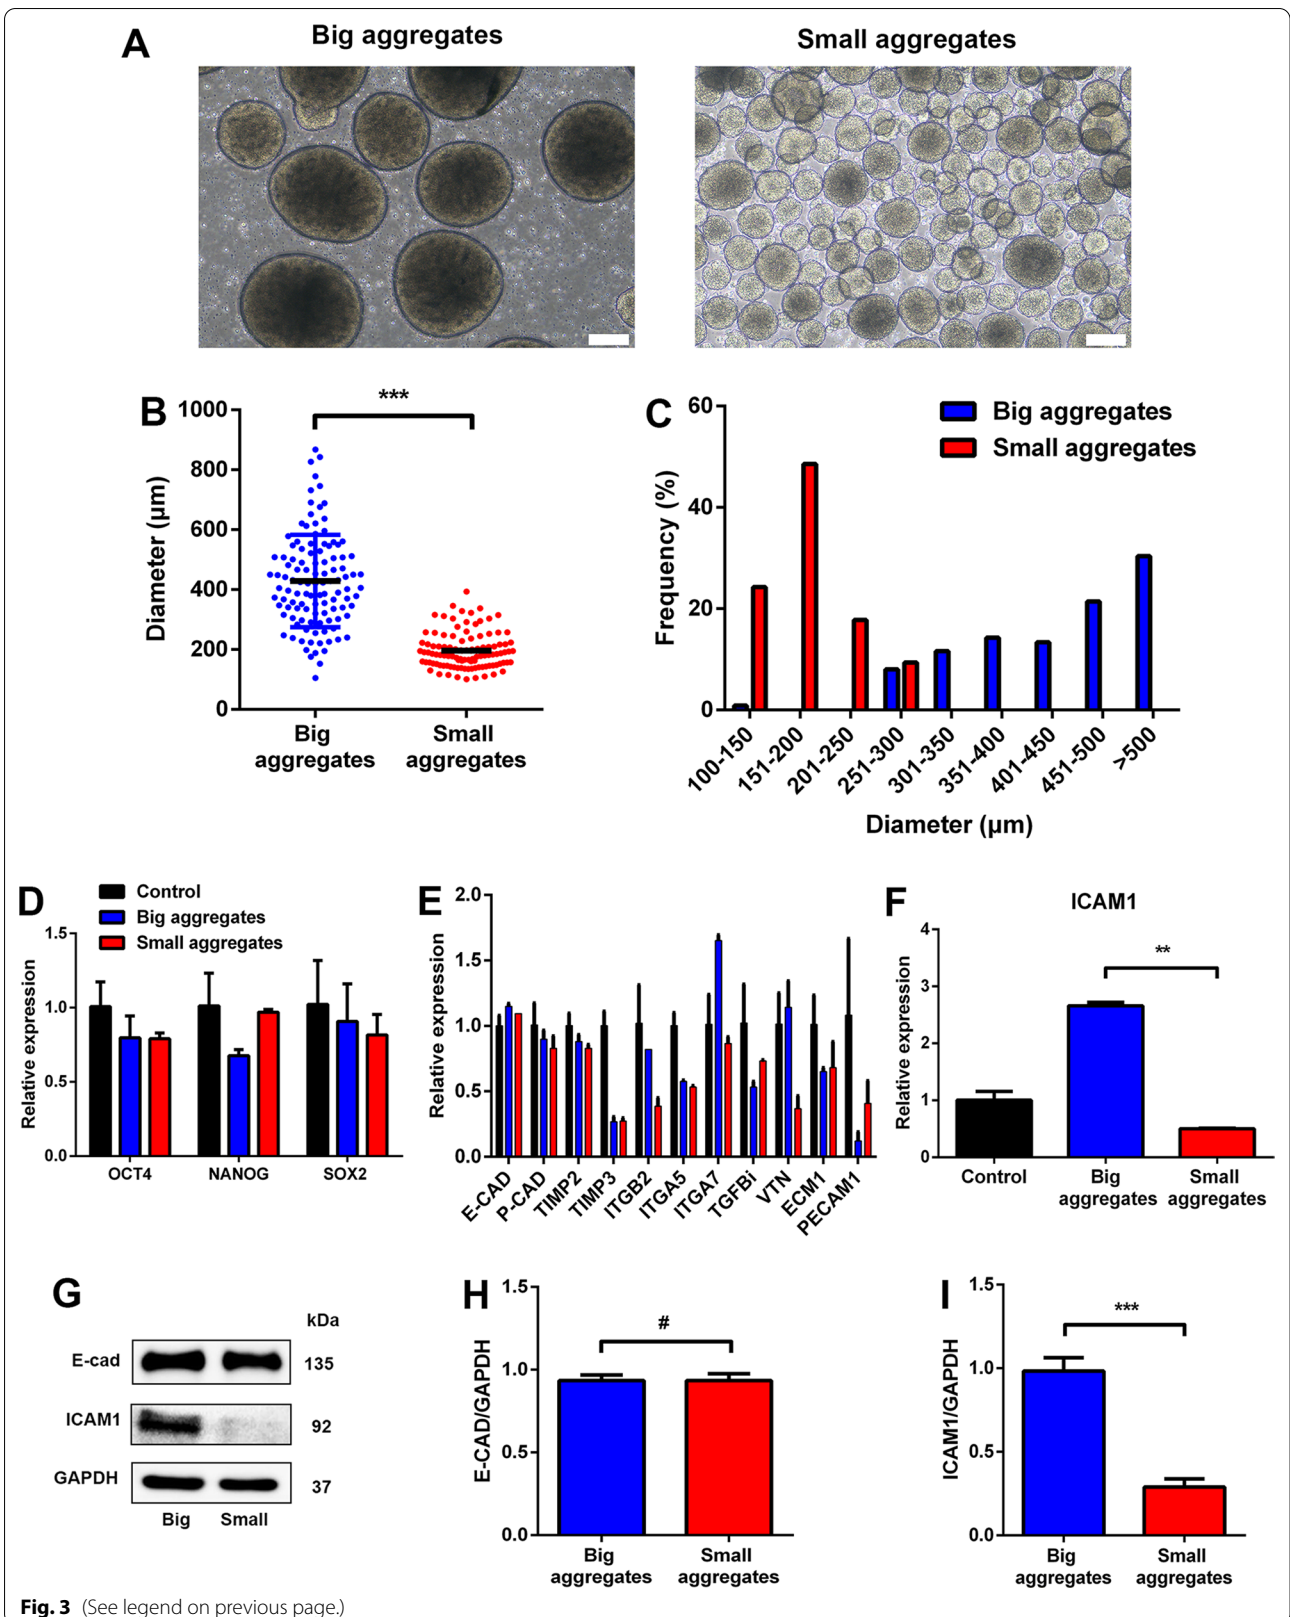 A
Big aggregates
Small aggregates
B
***
1000
800
600
400
200
0
Diameter (µm)
Big
aggregates
Small
aggregates
C
Big aggregates
Small aggregates
60
40
20
0
Frequency (%)
100-150
151-200
201-250
251-300
301-350
351-400
401-450
451-500
>500
Diameter (µm)
D
Control
Big aggregates
Small aggregates
1.5
1.0
0.5
0.0
Relative expression
OCT4
NANOG
SOX2
E
2.0
1.5
1.0
0.5
0.0
Relative expression
E-CAD
P-CAD
TIMP2
TIMP3
ITGB2
ITGA5
ITGA7
TGFBi
VTN
ECM1
PECAM1
F
ICAM1
**
4
3
2
1
0
Relative expression
Control
Big
aggregates
Small
aggregates
G
kDa
E-cad
135
ICAM1
92
GAPDH
37
Big
Small
H
#
1.5
1.0
0.5
0.0
E-CAD/GAPDH
Big
aggregates
Small
aggregates
I
***
1.5
1.0
0.5
0.0
ICAM1/GAPDH
Big
aggregates
Small
aggregates
Fig. 3 (See legend on previous page.)